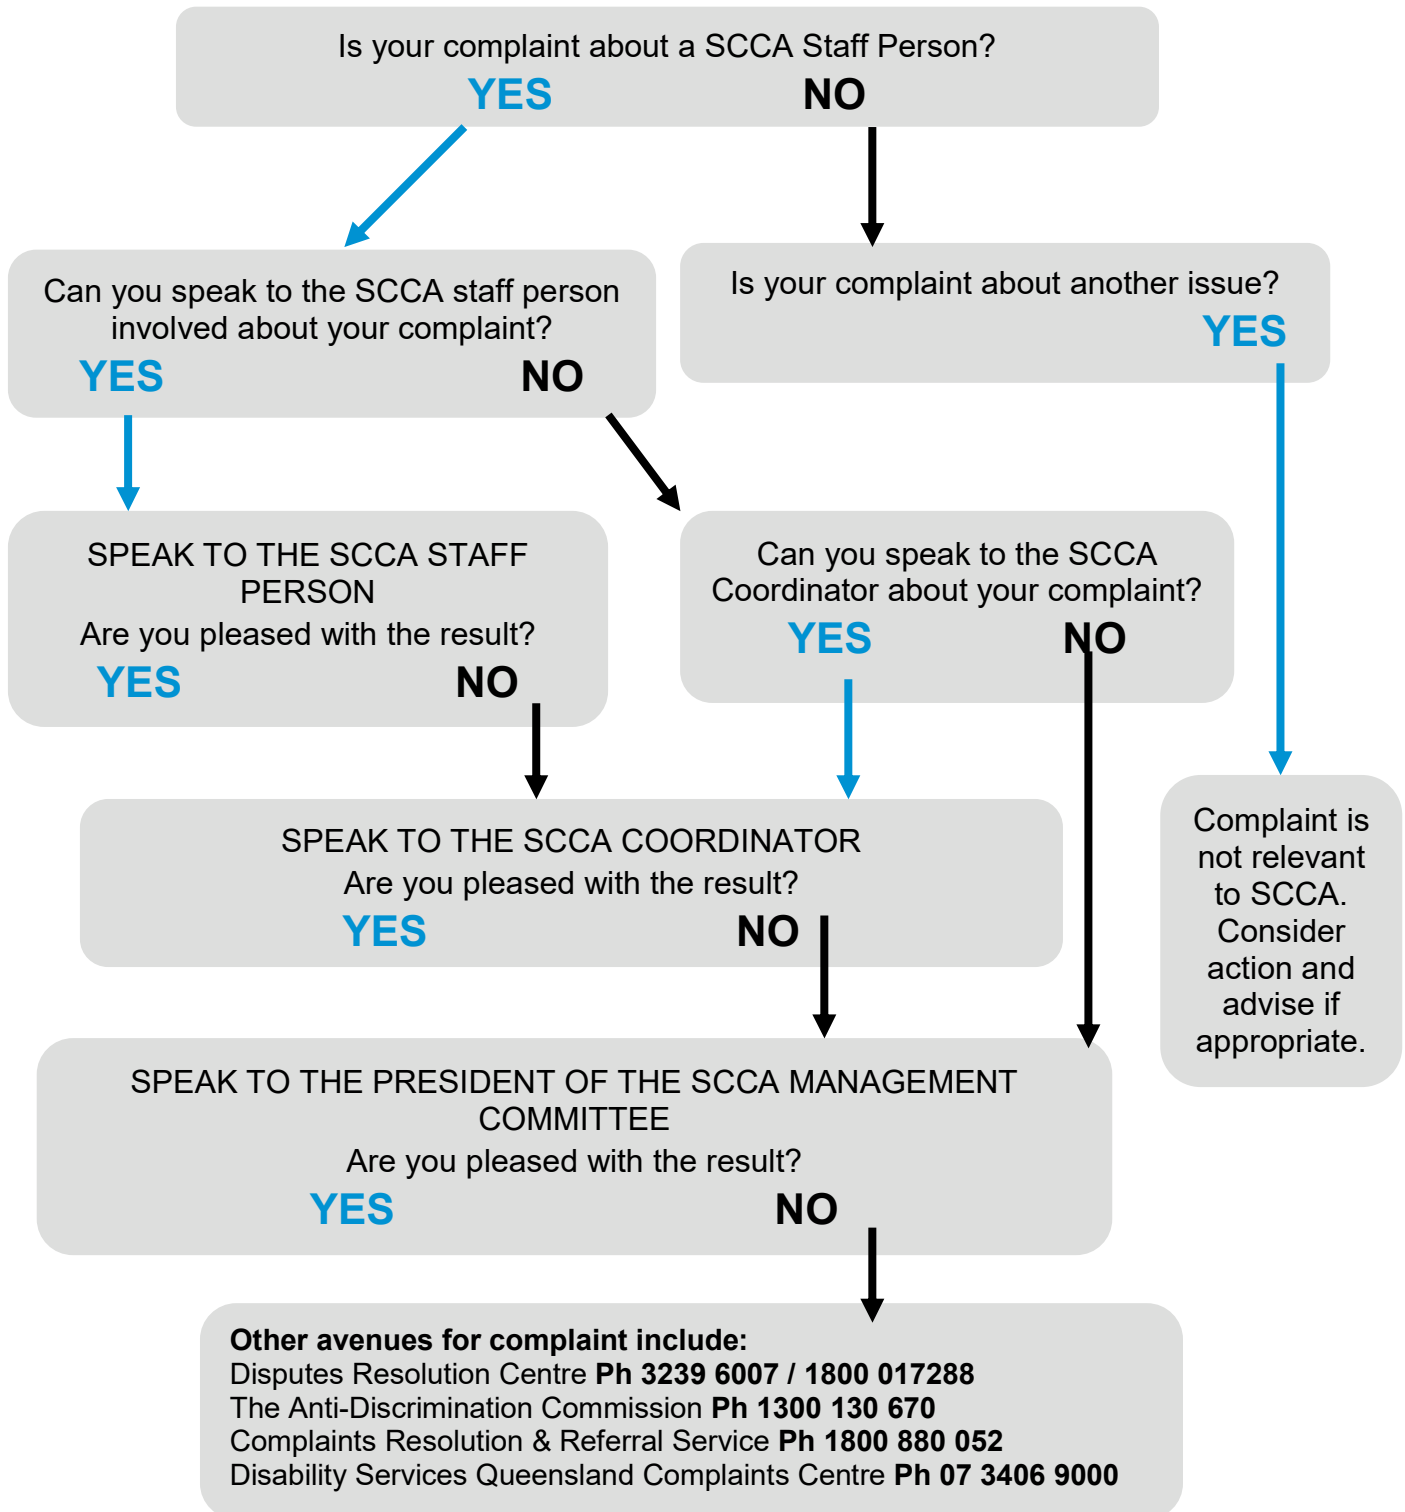 Is your complaint about a SCCA Staff Person?
YES NO
Can you speak to the SCCA staff person
involved about your complaint?
YES NO
Is your complaint about another issue?
YES
SPEAK TO THE SCCA STAFF
PERSON
Are you pleased with the result?
YES NO
Can you speak to the SCCA
Coordinator about your complaint?
YES NO
SPEAK TO THE SCCA COORDINATOR
Are you pleased with the result?
YES NO
Complaint is
not relevant
to SCCA.
Consider
action and
advise if
appropriate.
SPEAK TO THE PRESIDENT OF THE SCCA MANAGEMENT
COMMITTEE
Are you pleased with the result?
YES NO
Other avenues for complaint include:
Disputes Resolution Centre Ph 3239 6007 / 1800 017288
The Anti-Discrimination Commission Ph 1300 130 670
Complaints Resolution & Referral Service Ph 1800 880 052
Disability Services Queensland Complaints Centre Ph 07 3406 9000